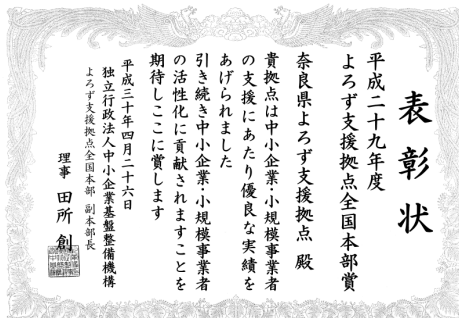 表彰状
平成二十九年度
よろず支援拠点全国本部賞
奈良県よろず支援拠点 殿
貴拠点は中小企業・小規模事業者
の支援にあたり優良な実績を
あげられました
引き続き中小企業・小規模事業者
の活性化に貢献されますことを
期待しここに賞します
平成三十年四月二十六日
独立行政法人中小企業基盤整備機構
よろず支援拠点全国本部 副本部長
理事 田所 創